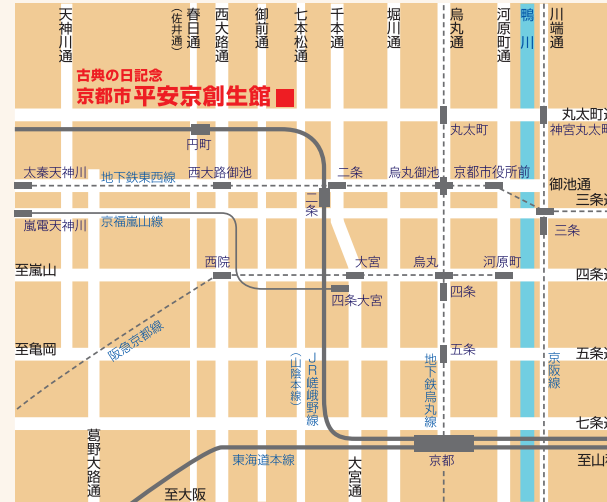 天神川通
春日通
（佐井通）
西大路通
御前通
七本松通
千本通
堀川通
烏丸通
河原町通
鴨川
川端通
古典の日記念
京都市平安京創生館
丸太町通
円町
丸太町
神宮丸太町
太秦天神川
地下鉄東西線
西大路御池
二条
烏丸御池
京都市役所前
御池通
二条
三条通
嵐電天神川
京福嵐山線
三条
至嵐山
西院
大宮
烏丸
河原町
四条通
四条大宮
四条
至亀岡
阪急京都線
JR嵯峨野線
（山陰本線）
五条
地下鉄烏丸線
京阪線
五条通
七条通
葛野大路通
東海道本線
大宮通
京都
至山科
至大阪